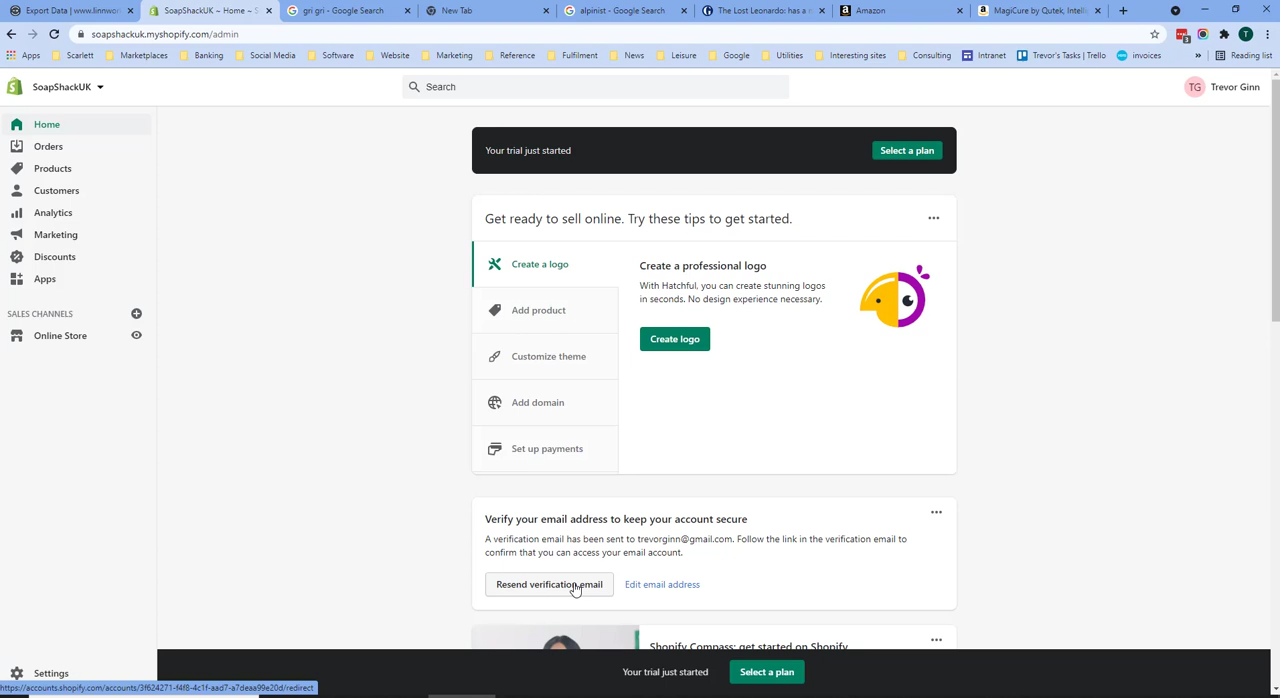 Export Data | www.linnwor
SoapShackUK ~ Home ~ S
gri gri - Google Search
New Tab
alpinist - Google Search
The Lost Leonardo: has a m
Amazon
MagiCure by Qutek, Intelli
soapshackuk.myshopify.com/admin
T
Apps
Scarlett
Marketplaces
Banking
Social Media
Software
Website
Marketing
Reference
Fulfilment
News
Leisure
Google
Utilities
Interesting sites
Consulting
Intranet
Trevor's Tasks | Trello
invoices
»
Reading list
SoapShackUK
Search
TG
Trevor Ginn
Home
Orders
Products
Customers
Analytics
Marketing
Discounts
Apps
SALES CHANNELS
Online Store
Settings
Your trial just started
Select a plan
Get ready to sell online. Try these tips to get started.
Create a logo
Add product
Customize theme
Add domain
Set up payments
Create a professional logo
With Hatchful, you can create stunning logos
in seconds. No design experience necessary.
Create logo
Verify your email address to keep your account secure
A verification email has been sent to trevorginn@gmail.com. Follow the link in the verification email to
confirm that you can access your email account.
Resend verification email
Edit email address
Shopify Compass: get started on Shopify
Your trial just started
Select a plan
https://accounts.shopify.com/accounts/3f624271-f4f8-4c1f-aad7-a7deaa99e20d/redirect